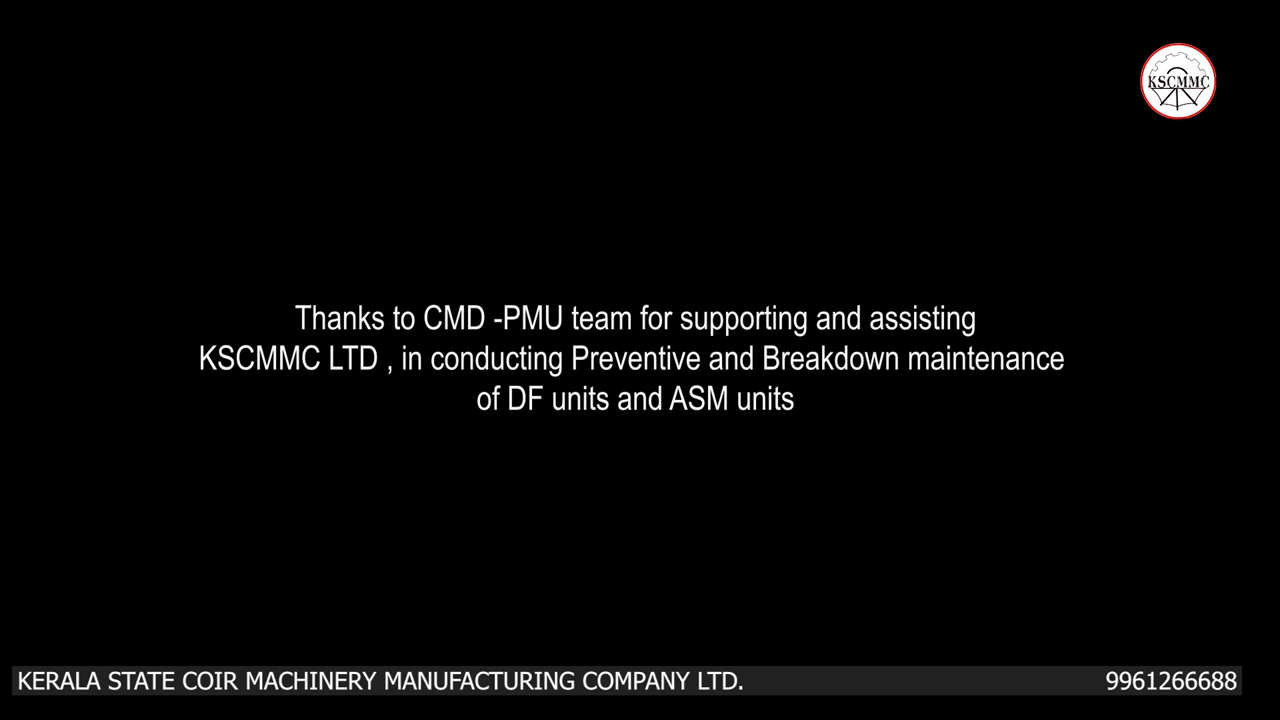 KSCMMC
Thanks to CMD -PMU team for supporting and assisting
KSCMMC LTD , in conducting Preventive and Breakdown maintenance
of DF units and ASM units
KERALA STATE COIR MACHINERY MANUFACTURING COMPANY LTD.
9961266688